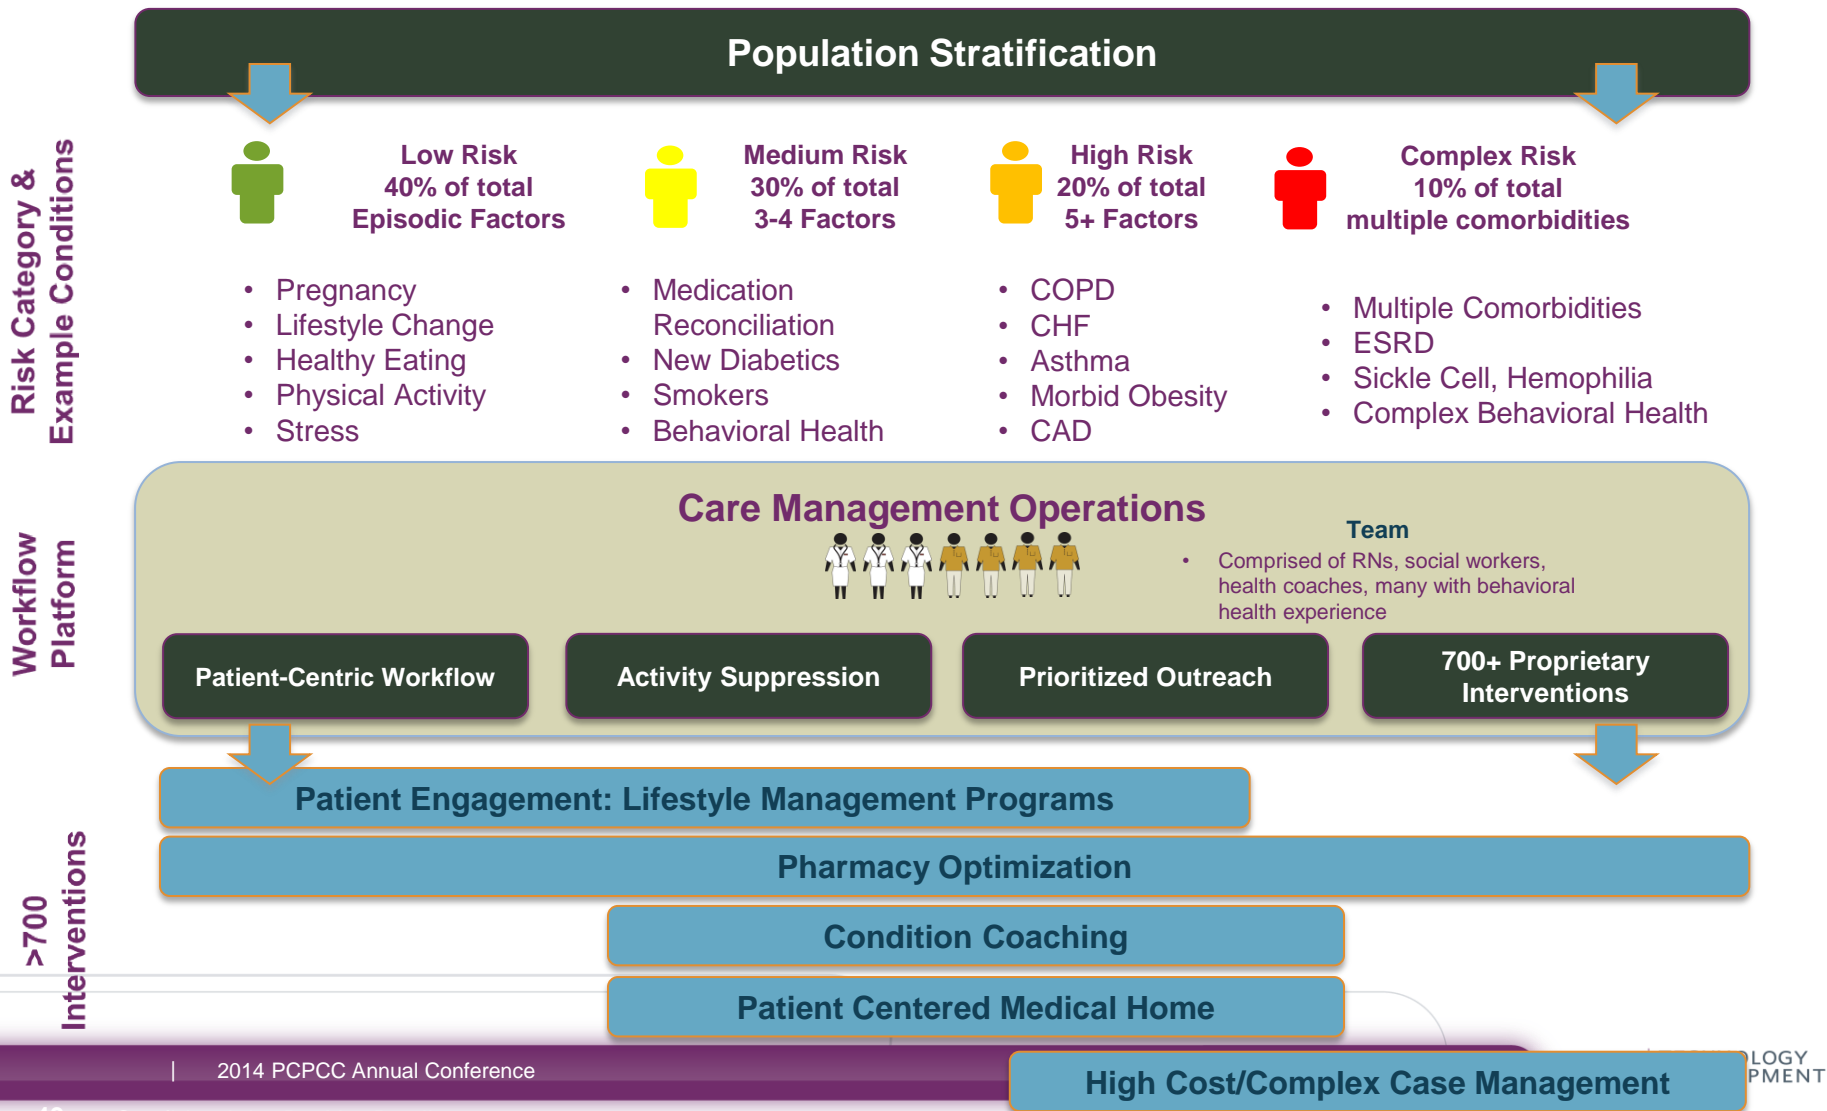 Population Stratification
Risk Category &
Example Conditions
Low Risk
40% of total
Episodic Factors
Medium Risk
30% of total
3-4 Factors
High Risk
20% of total
5+ Factors
Complex Risk
10% of total
multiple comorbidities
• Pregnancy
• Lifestyle Change
• Healthy Eating
• Physical Activity
• Stress
• Medication
Reconciliation
• New Diabetics
• Smokers
• Behavioral Health
• COPD
• CHF
• Asthma
• Morbid Obesity
• CAD
• Multiple Comorbidities
• ESRD
• Sickle Cell, Hemophilia
• Complex Behavioral Health
Workflow
Platform
Care Management Operations
Team
• Comprised of RNs, social workers,
health coaches, many with behavioral
health experience
Patient-Centric Workflow
Activity Suppression
Prioritized Outreach
700+ Proprietary
Interventions
>700
Interventions
Patient Engagement: Lifestyle Management Programs
Pharmacy Optimization
Condition Coaching
Patient Centered Medical Home
High Cost/Complex Case Management
| 2014 PCPCC Annual Conference